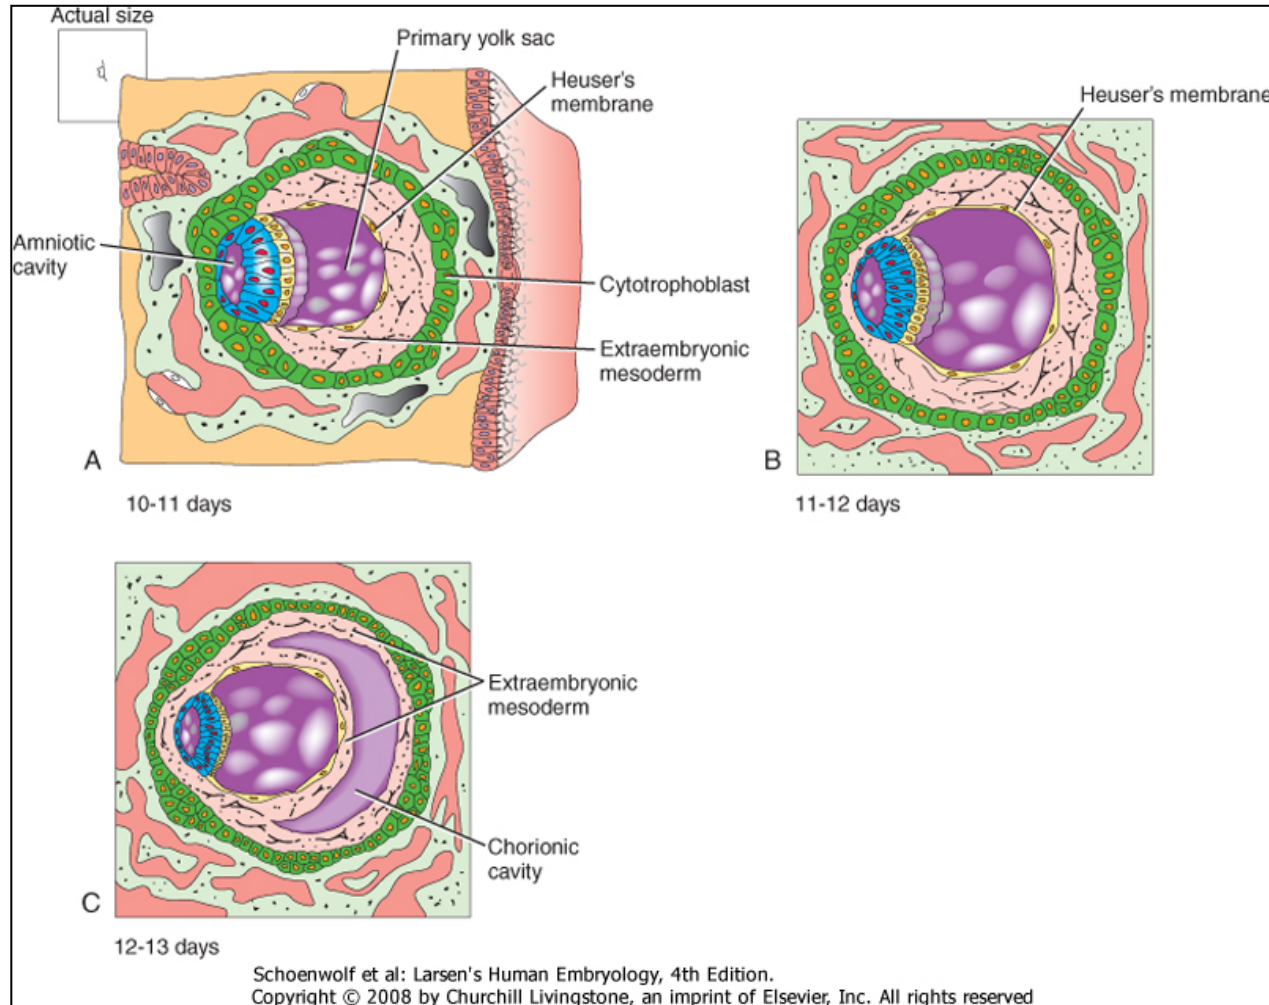 Actual size
Primary yolk sac
Heuser's
membrane
Amniotic
cavity
Cytotrophoblast
Extraembryonic
mesoderm
A
10-11 days
Heuser's membrane
B
11-12 days
Extraembryonic
mesoderm
Chorionic
cavity
C
12-13 days
Schoenwolf et al: Larsen's Human Embryology, 4th Edition.
Copyright © 2008 by Churchill Livingstone, an imprint of Elsevier, Inc. All rights reserved